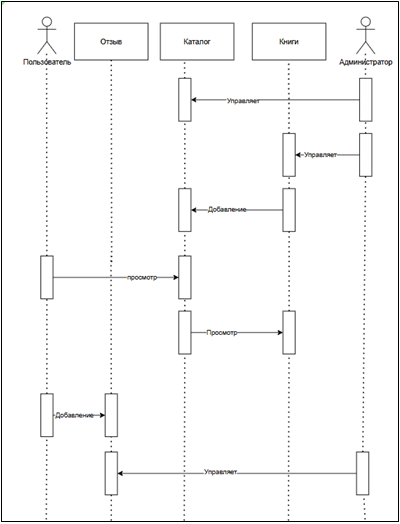 Отзыв
Каталог
Книги
Пользователь
Администратор
Управляет
Управляет
Добавление
просмотр
Просмотр
Добавление
Управляет